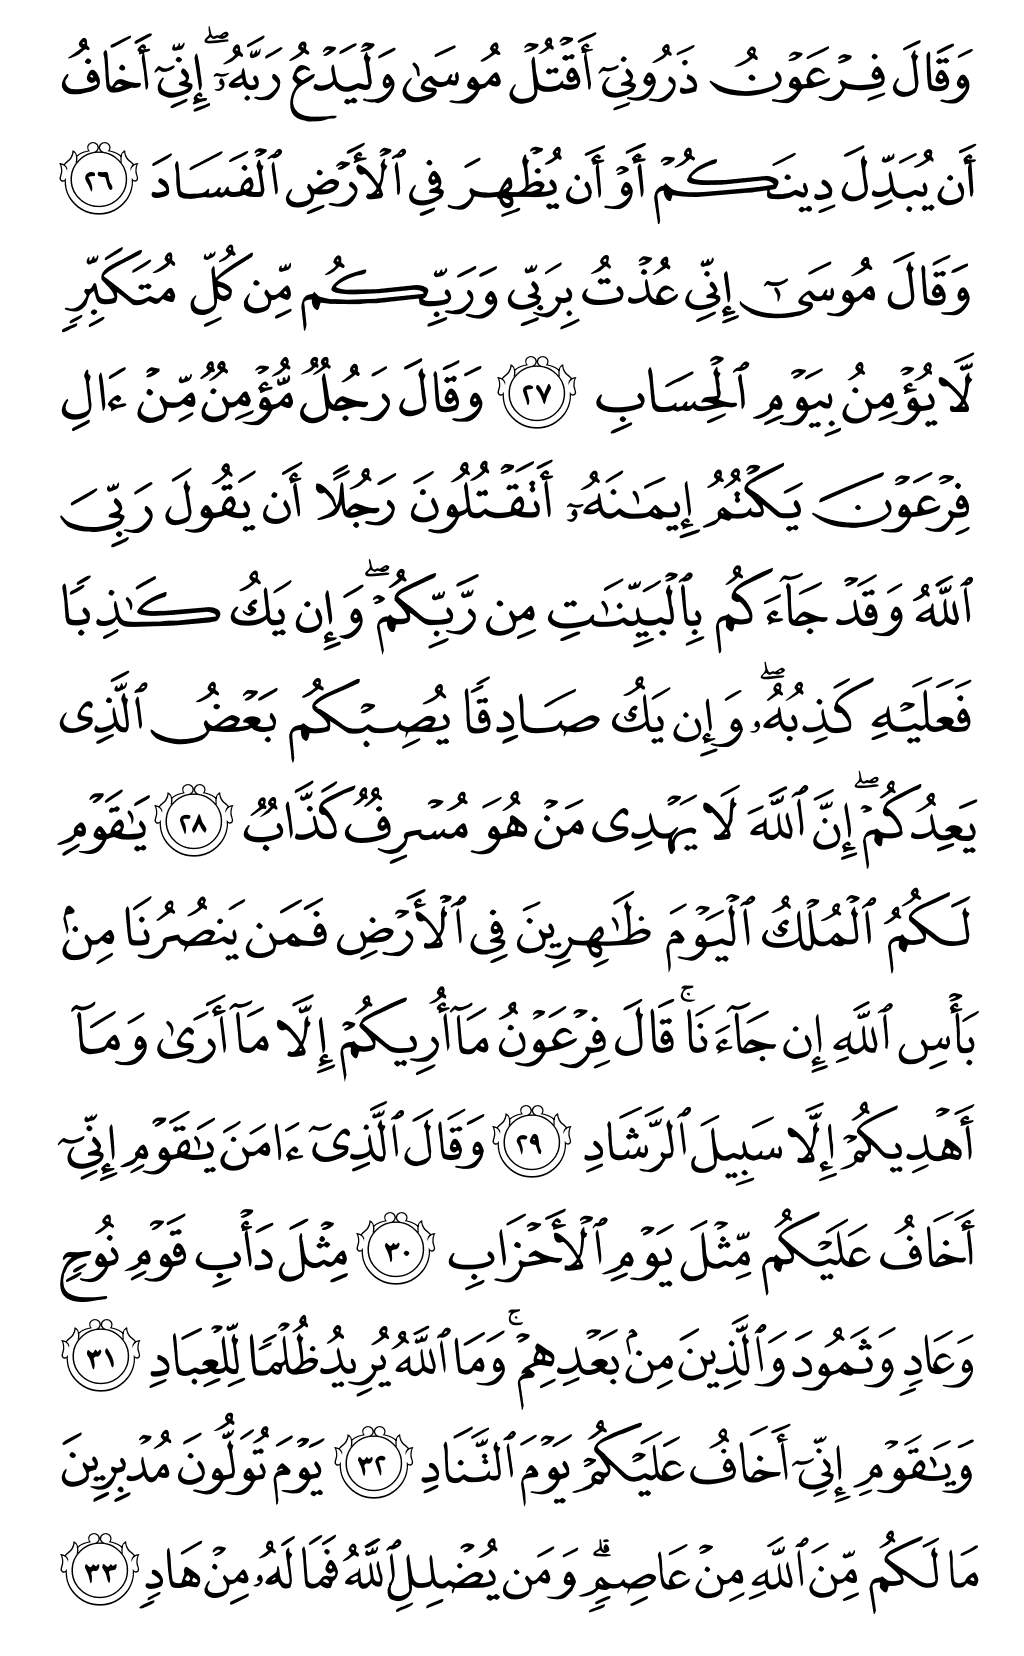 وَقَالَ فِرۡعَوۡنُ ذَرُونِيٓ أَقۡتُلۡ مُوسَىٰ وَلۡيَدۡعُ رَبَّهُۥٓۖ إِنِّيٓ أَخَافُ
أَن يُبَدِّلَ دِينَكُمۡ أَوۡ أَن يُظۡهِرَ فِي ٱلۡأَرۡضِ ٱلۡفَسَادَ ٢٦
وَقَالَ مُوسَىٰٓ إِنِّي عُذۡتُ بِرَبِّي وَرَبِّكُم مِّن كُلِّ مُتَكَبِّرٖ
لَّا يُؤۡمِنُ بِيَوۡمِ ٱلۡحِسَابِ ٢٧ وَقَالَ رَجُلٞ مُّؤۡمِنٞ مِّنۡ ءَالِ
فِرۡعَوۡنَ يَكۡتُمُ إِيمَٰنَهُۥٓ أَتَقۡتُلُونَ رَجُلًا أَن يَقُولَ رَبِّيَ
ٱللَّهُ وَقَدۡ جَآءَكُم بِٱلۡبَيِّنَٰتِ مِن رَّبِّكُمۡۖ وَإِن يَكُ كَٰذِبٗا
فَعَلَيۡهِ كَذِبُهُۥۖ وَإِن يَكُ صَادِقٗا يُصِبۡكُم بَعۡضُ ٱلَّذِي
يَعِدُكُمۡۖ إِنَّ ٱللَّهَ لَا يَهۡدِي مَنۡ هُوَ مُسۡرِفٞ كَذَّابٞ ٢٨ يَٰقَوۡمِ
لَكُمُ ٱلۡمُلۡكُ ٱلۡيَوۡمَ ظَٰهِرِينَ فِي ٱلۡأَرۡضِ فَمَن يَنصُرُنَا مِنۢ
بَأۡسِ ٱللَّهِ إِن جَآءَنَاۚ قَالَ فِرۡعَوۡنُ مَآ أُرِيكُمۡ إِلَّا مَآ أَرَىٰ وَمَآ
أَهۡدِيكُمۡ إِلَّا سَبِيلَ ٱلرَّشَادِ ٢٩ وَقَالَ ٱلَّذِيٓ ءَامَنَ يَٰقَوۡمِ إِنِّيٓ
أَخَافُ عَلَيۡكُم مِّثۡلَ يَوۡمِ ٱلۡأَحۡزَابِ ٣٠ مِثۡلَ دَأۡبِ قَوۡمِ نُوحٖ
وَعَادٖ وَثَمُودَ وَٱلَّذِينَ مِنۢ بَعۡدِهِمۡۚ وَمَا ٱللَّهُ يُرِيدُ ظُلۡمٗا لِّلۡعِبَادِ ٣١
وَيَٰقَوۡمِ إِنِّيٓ أَخَافُ عَلَيۡكُمۡ يَوۡمَ ٱلتَّنَادِ ٣٢ يَوۡمَ تُوَلُّونَ مُدۡبِرِينَ
مَا لَكُم مِّنَ ٱللَّهِ مِنۡ عَاصِمٖۗ وَمَن يُضۡلِلِ ٱللَّهُ فَمَا لَهُۥ مِنۡ هَادٖ ٣٣